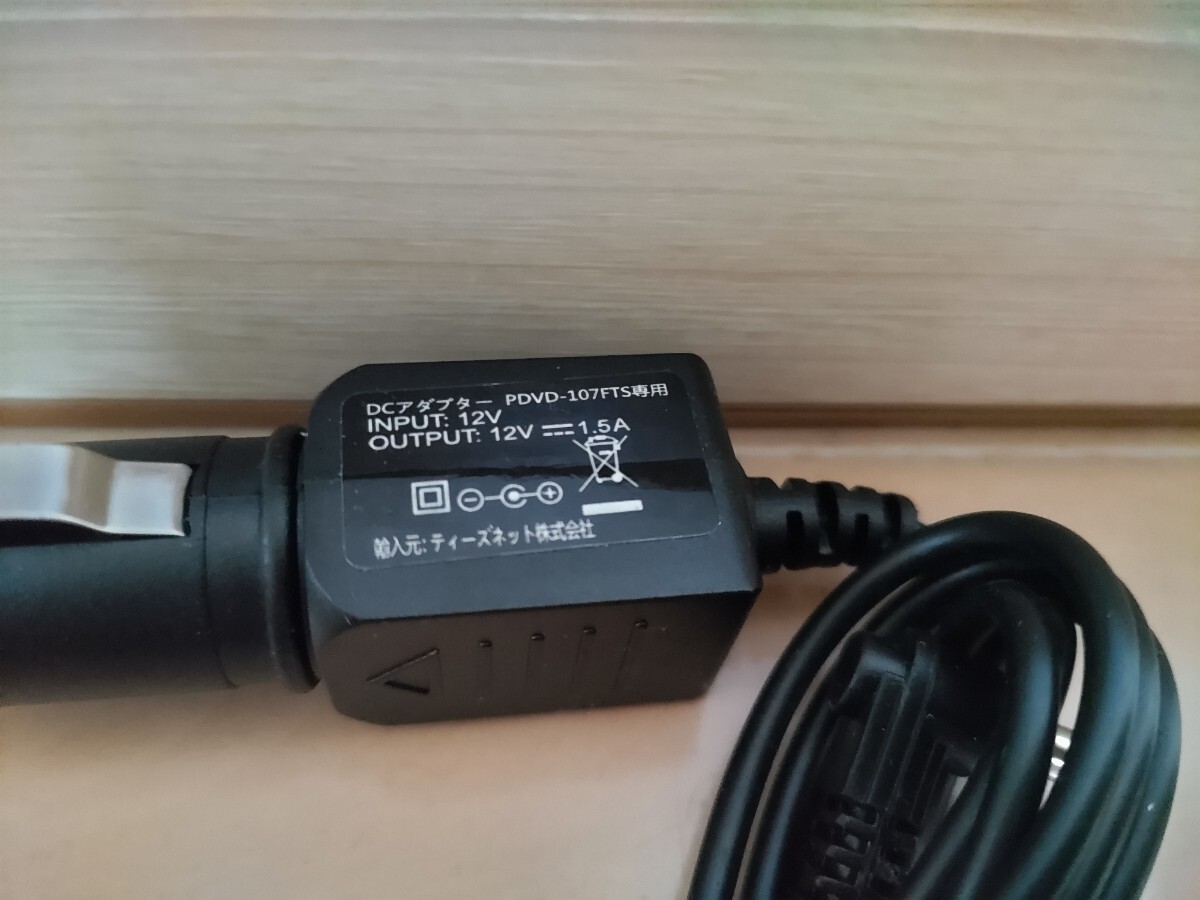 DCアダプター PDVD-107FTS専用
INPUT: 12V
OUTPUT: 12V ⎓ 1.5A
輸入元: ティーズネット株式会社